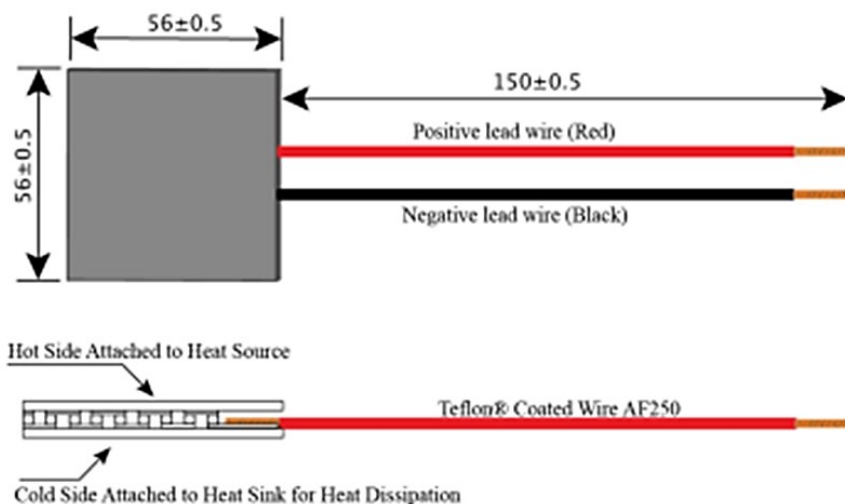 56±0.5
150±0.5
Positive lead wire (Red)
56±0.5
Negative lead wire (Black)
Hot Side Attached to Heat Source
Teflon® Coated Wire AF250
Cold Side Attached to Heat Sink for Heat Dissipation